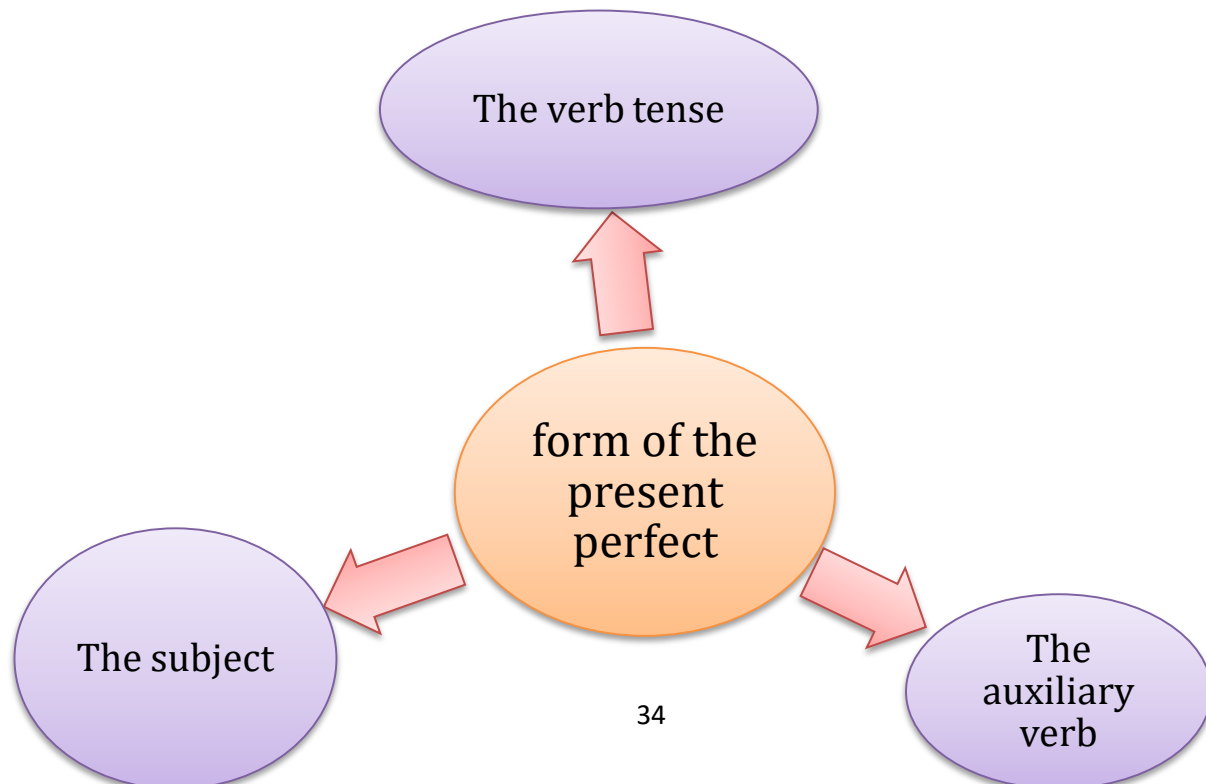 The verb tense
form of the
present
perfect
The subject
The
auxiliary
verb
34